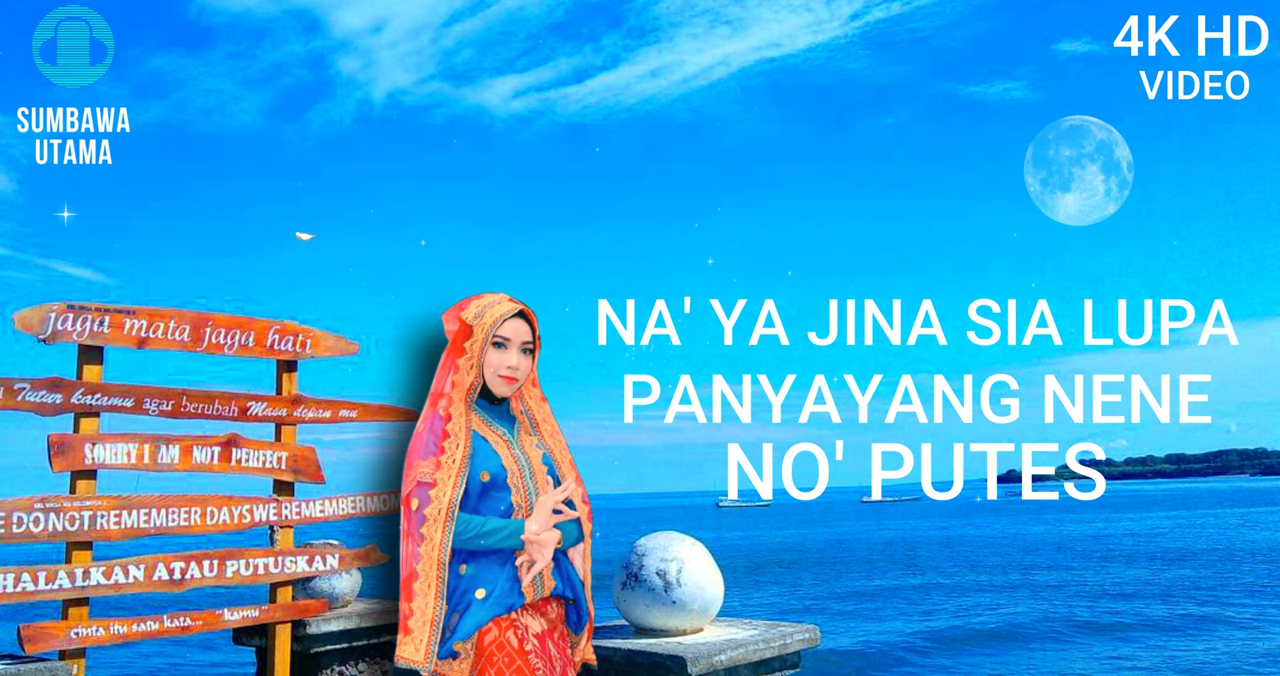 SUMBAWA
UTAMA
4K HD
VIDEO
NA' YA JINA SIA LUPA
PANYAYANG NENE
NO' PUTES
jaga mata jaga hati
Tutur katamu agar berubah Masa depan mu
SORRY I AM NOT PERFECT
E DO NOT REMEMBER DAYS WE REMEMBER MOM
HALALKAN ATAU PUTUSKAN
cinta itu satu kata... "kamu"